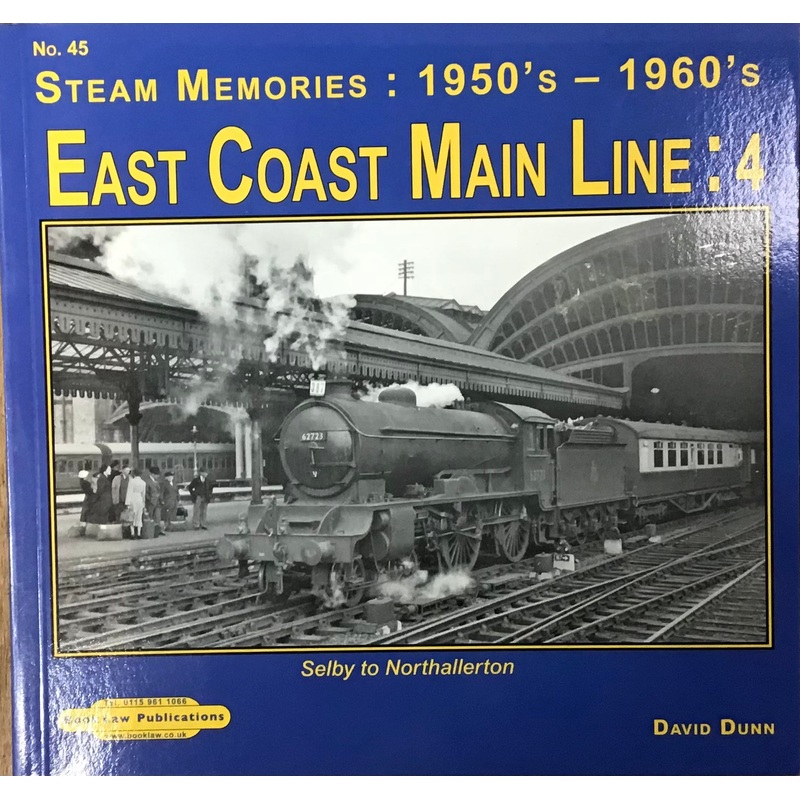 No. 45
STEAM MEMORIES : 1950's – 1960's
EAST COAST MAIN LINE : 4
62723
Selby to Northallerton
Tel. 0115 961 1066
Book Law Publications
www.booklaw.co.uk
DAVID DUNN